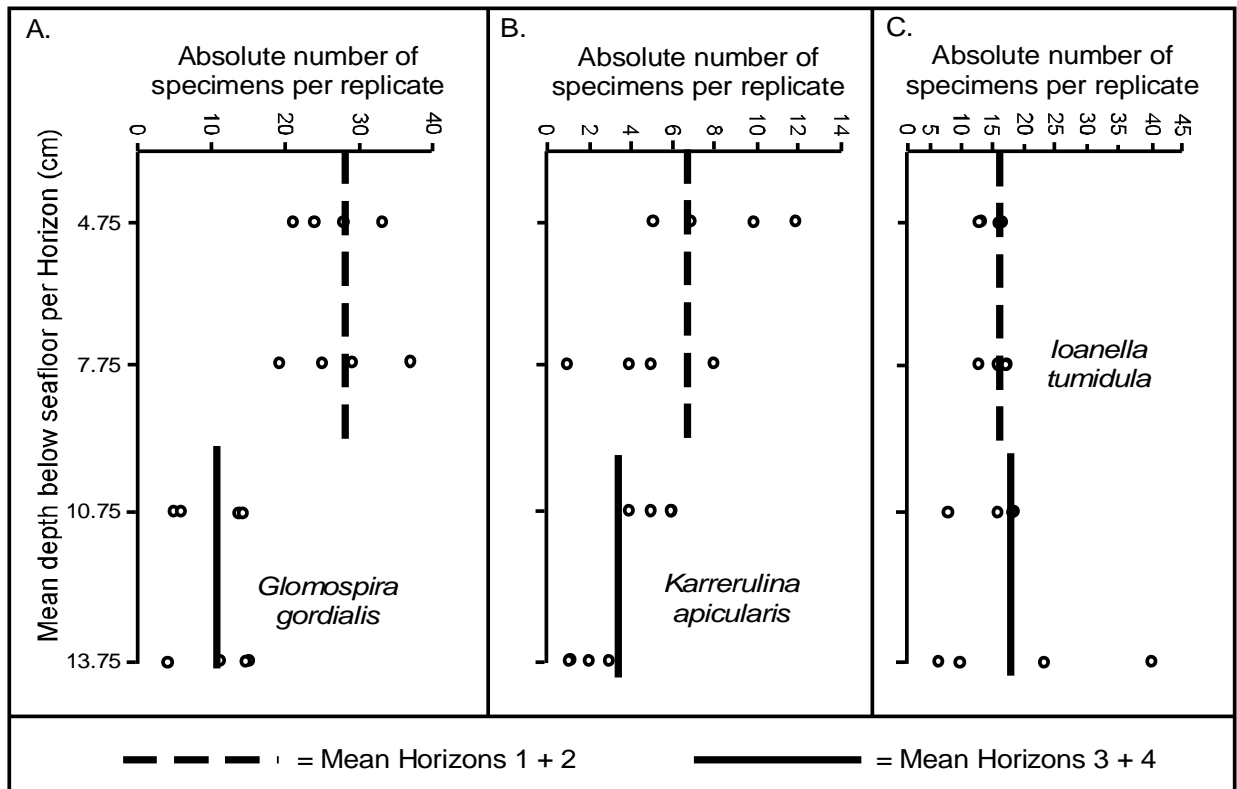 A.
Absolute number of
specimens per replicate
0 10 20 30 40
Mean depth below seafloor per Horizon (cm)
4.75
7.75
10.75
13.75
Glomospira
gordialis
B.
Absolute number of
specimens per replicate
0 2 4 6 8 10 12 14
Karrerulina
apicularis
C.
Absolute number of
specimens per replicate
0 5 10 15 20 25 30 35 40 45
Ioanella
tumidula
= Mean Horizons 1 + 2
= Mean Horizons 3 + 4